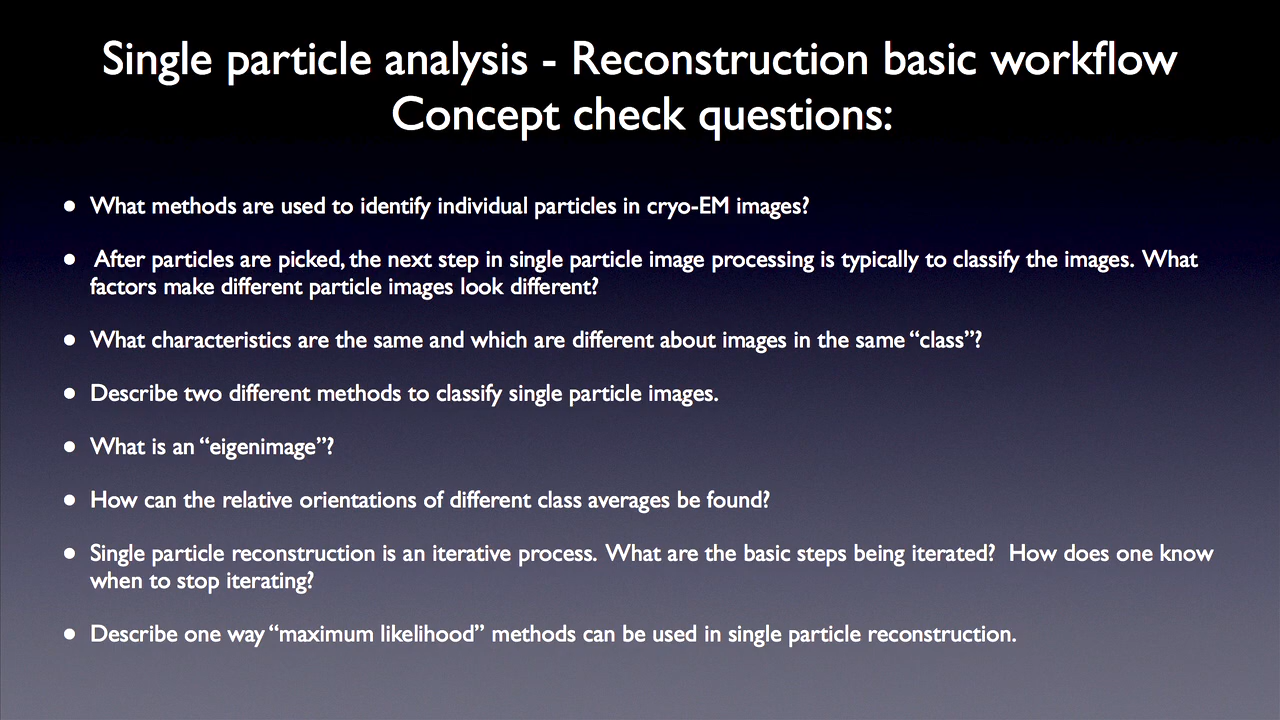 Single particle analysis - Reconstruction basic workflow
Concept check questions:
• What methods are used to identify individual particles in cryo-EM images?
• After particles are picked, the next step in single particle image processing is typically to classify the images. What
factors make different particle images look different?
• What characteristics are the same and which are different about images in the same “class”?
• Describe two different methods to classify single particle images.
• What is an “eigenimage”?
• How can the relative orientations of different class averages be found?
• Single particle reconstruction is an iterative process. What are the basic steps being iterated? How does one know
when to stop iterating?
• Describe one way “maximum likelihood” methods can be used in single particle reconstruction.